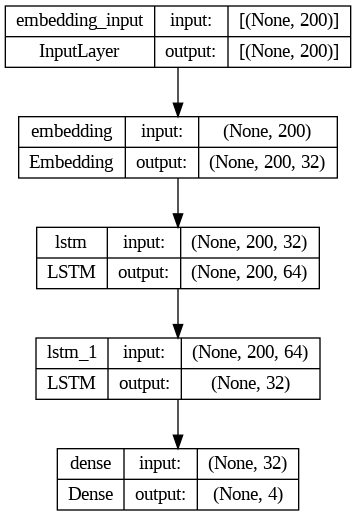 embedding_input input: [(None, 200)]
InputLayer output: [(None, 200)]
embedding input: (None, 200)
Embedding output: (None, 200, 32)
lstm input: (None, 200, 32)
LSTM output: (None, 200, 64)
lstm_1 input: (None, 200, 64)
LSTM output: (None, 32)
dense input: (None, 32)
Dense output: (None, 4)